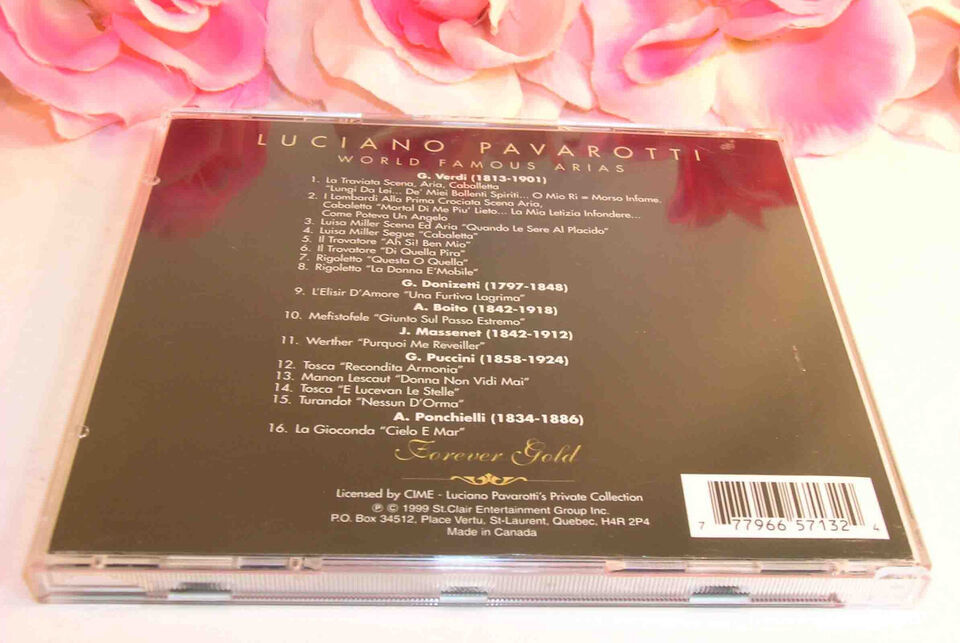 LUCIANO PAVAROTTI
WORLD FAMOUS ARIAS
G. Verdi (1813-1901)
1. La Traviata Scena, Aria, Caballetta
"Lungi Da Lei... De' Miei Bollenti Spiriti... O Mio Ri = Morso Infame.
2. I Lombardi Alla Prima Crociata Scena Aria,
Cabaletta "Mortal Di Me Piu' Lieto... La Mia Letizia Infondere...
Come Poteva Un Angelo
3. Luisa Miller Scena Ed Aria "Quando Le Sere Al Placido"
4. Luisa Miller Segue "Cabaletta"
5. Il Trovatore "Ah Si! Ben Mio"
6. Il Trovatore "Di Quella Pira"
7. Rigoletto "Questa O Quella"
8. Rigoletto "La Donna E'Mobile"
G. Donizetti (1797-1848)
9. L'Elisir D'Amore "Una Furtiva Lagrima"
A. Boito (1842-1918)
10. Mefistofele "Giunto Sul Passo Estremo"
J. Massenet (1842-1912)
11. Werther "Purquoi Me Reveiller"
G. Puccini (1858-1924)
12. Tosca "Recondita Armonia"
13. Manon Lescaut "Donna Non Vidi Mai"
14. Tosca "E Lucevan Le Stelle"
15. Turandot "Nessun D'Orma"
A. Ponchielli (1834-1886)
16. La Gioconda "Cielo E Mar"
Forever Gold
Licensed by CIME - Luciano Pavarotti's Private Collection
℗ © 1999 St.Clair Entertainment Group Inc.
P.O. Box 34512, Place Vertu, St-Laurent, Quebec, H4R 2P4
Made in Canada
7 77966 57132 4